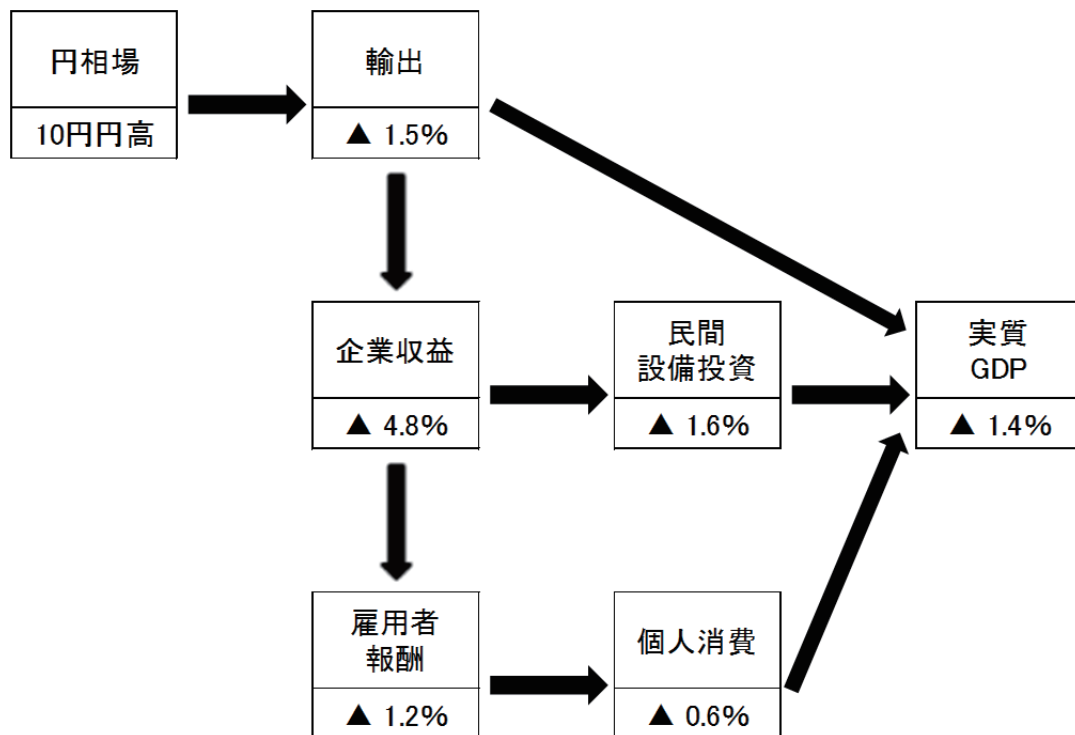 円相場
10円円高
輸出
▲ 1.5%
企業収益
▲ 4.8%
民間
設備投資
▲ 1.6%
実質
GDP
▲ 1.4%
雇用者
報酬
▲ 1.2%
個人消費
▲ 0.6%